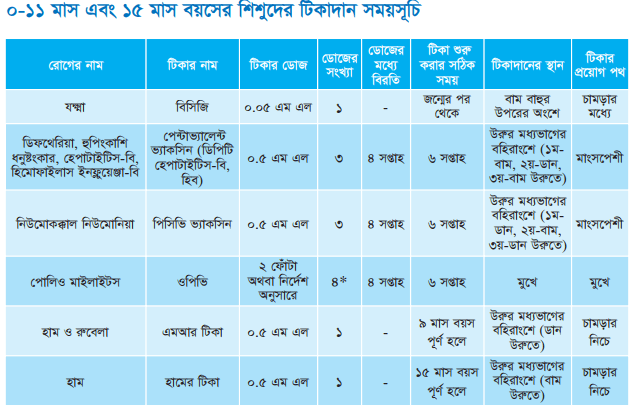 ০-১১ মাস এবং ১৫ মাস বয়সের শিশুদের টিকাদান সময়সূচি
রোগের নাম | টিকার নাম | টিকার ডোজ | ডোজের সংখ্যা | ডোজের মধ্যে বিরতি | টিকা শুরু করার সঠিক সময় | টিকাদানের স্থান | টিকার প্রয়োগ পথ
যক্ষ্মা | বিসিজি | ০.০৫ এম এল | ১ | - | জন্মের পর থেকে | বাম বাহুর উপরের অংশে | চামড়ার মধ্যে
ডিফথেরিয়া, হুপিংকাশি ধনুষ্টংকার, হেপাটাইটিস-বি, হিমোফাইলাস ইনফ্লুয়েঞ্জা-বি | পেন্টাভ্যালেন্ট ভ্যাকসিন (ডিপিটি হেপাটাইটিস-বি, হিব) | ০.৫ এম এল | ৩ | ৪ সপ্তাহ | ৬ সপ্তাহ | উরুর মধ্যভাগের বহিরাংশে (১ম-বাম, ২য়-ডান, ৩য়-বাম উরুতে) | মাংসপেশী
নিউমোকক্কাল নিউমোনিয়া | পিসিভি ভ্যাকসিন | ০.৫ এম এল | ৩ | ৪ সপ্তাহ | ৬ সপ্তাহ | উরুর মধ্যভাগের বহিরাংশে (১ম-ডান, ২য়-বাম, ৩য়-ডান উরুতে) | মাংসপেশী
পোলিও মাইলাইটস | ওপিভি | ২ ফোঁটা অথবা নির্দেশ অনুসারে | ৪* | ৪ সপ্তাহ | ৬ সপ্তাহ | মুখে | মুখে
হাম ও রুবেলা | এমআর টিকা | ০.৫ এম এল | ১ | - | ৯ মাস বয়স পূর্ণ হলে | উরুর মধ্যভাগের বহিরাংশে (ডান উরুতে) | চামড়ার নিচে
হাম | হামের টিকা | ০.৫ এম এল | ১ | - | ১৫ মাস বয়স পূর্ণ হলে | উরুর মধ্যভাগের বহিরাংশে (বাম উরুতে) | চামড়ার নিচে